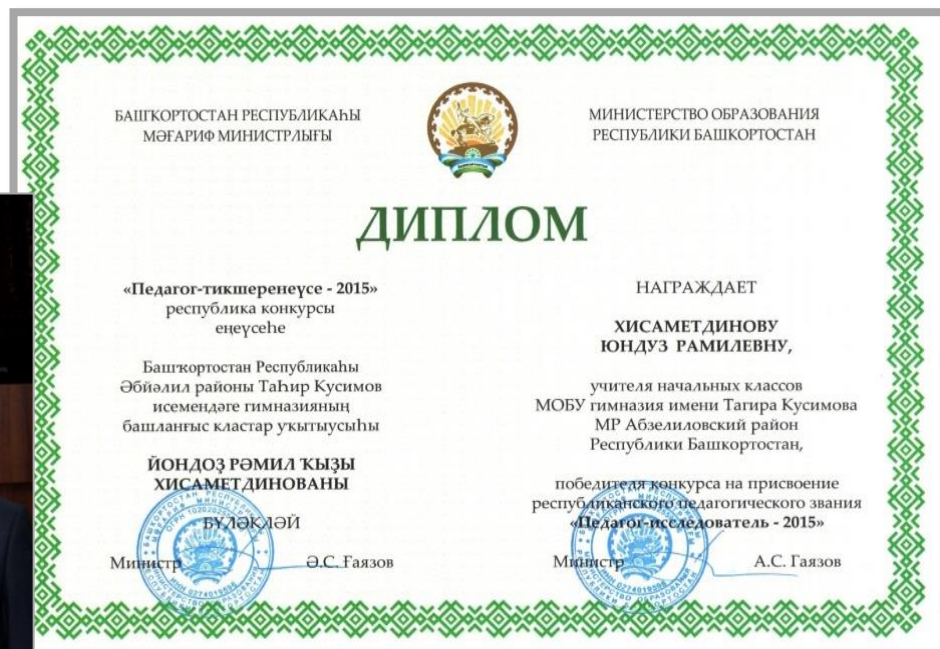 БАШҠОРТОСТАН РЕСПУБЛИКАҺЫ
МӘҒАРИФ МИНИСТРЛЫҒЫ
МИНИСТЕРСТВО ОБРАЗОВАНИЯ
РЕСПУБЛИКИ БАШКОРТОСТАН
ДИПЛОМ
«Педагог-тикшеренеүсе - 2015»
республика конкурсы
еңеүсеһе
Башҡортостан Республикаһы
Әбйәлил районы Таһир Кусимов
исемендәге гимназияның
башланғыс кластар уҡытыусыһы
ЙОНДОҘ РӘМИЛ ҠЫҘЫ
ХИСАМЕТДИНОВАНЫ
БҮЛӘКЛӘЙ
Министр Ә.С. Ғаязов
НАГРАЖДАЕТ
ХИСАМЕТДИНОВУ
ЮНДУЗ РАМИЛЕВНУ,
учителя начальных классов
МОБУ гимназия имени Тагира Кусимова
МР Абзелиловский район
Республики Башкортостан,
победителя конкурса на присвоение
республиканского педагогического звания
«Педагог-исследователь - 2015»
Министр А.С. Гаязов